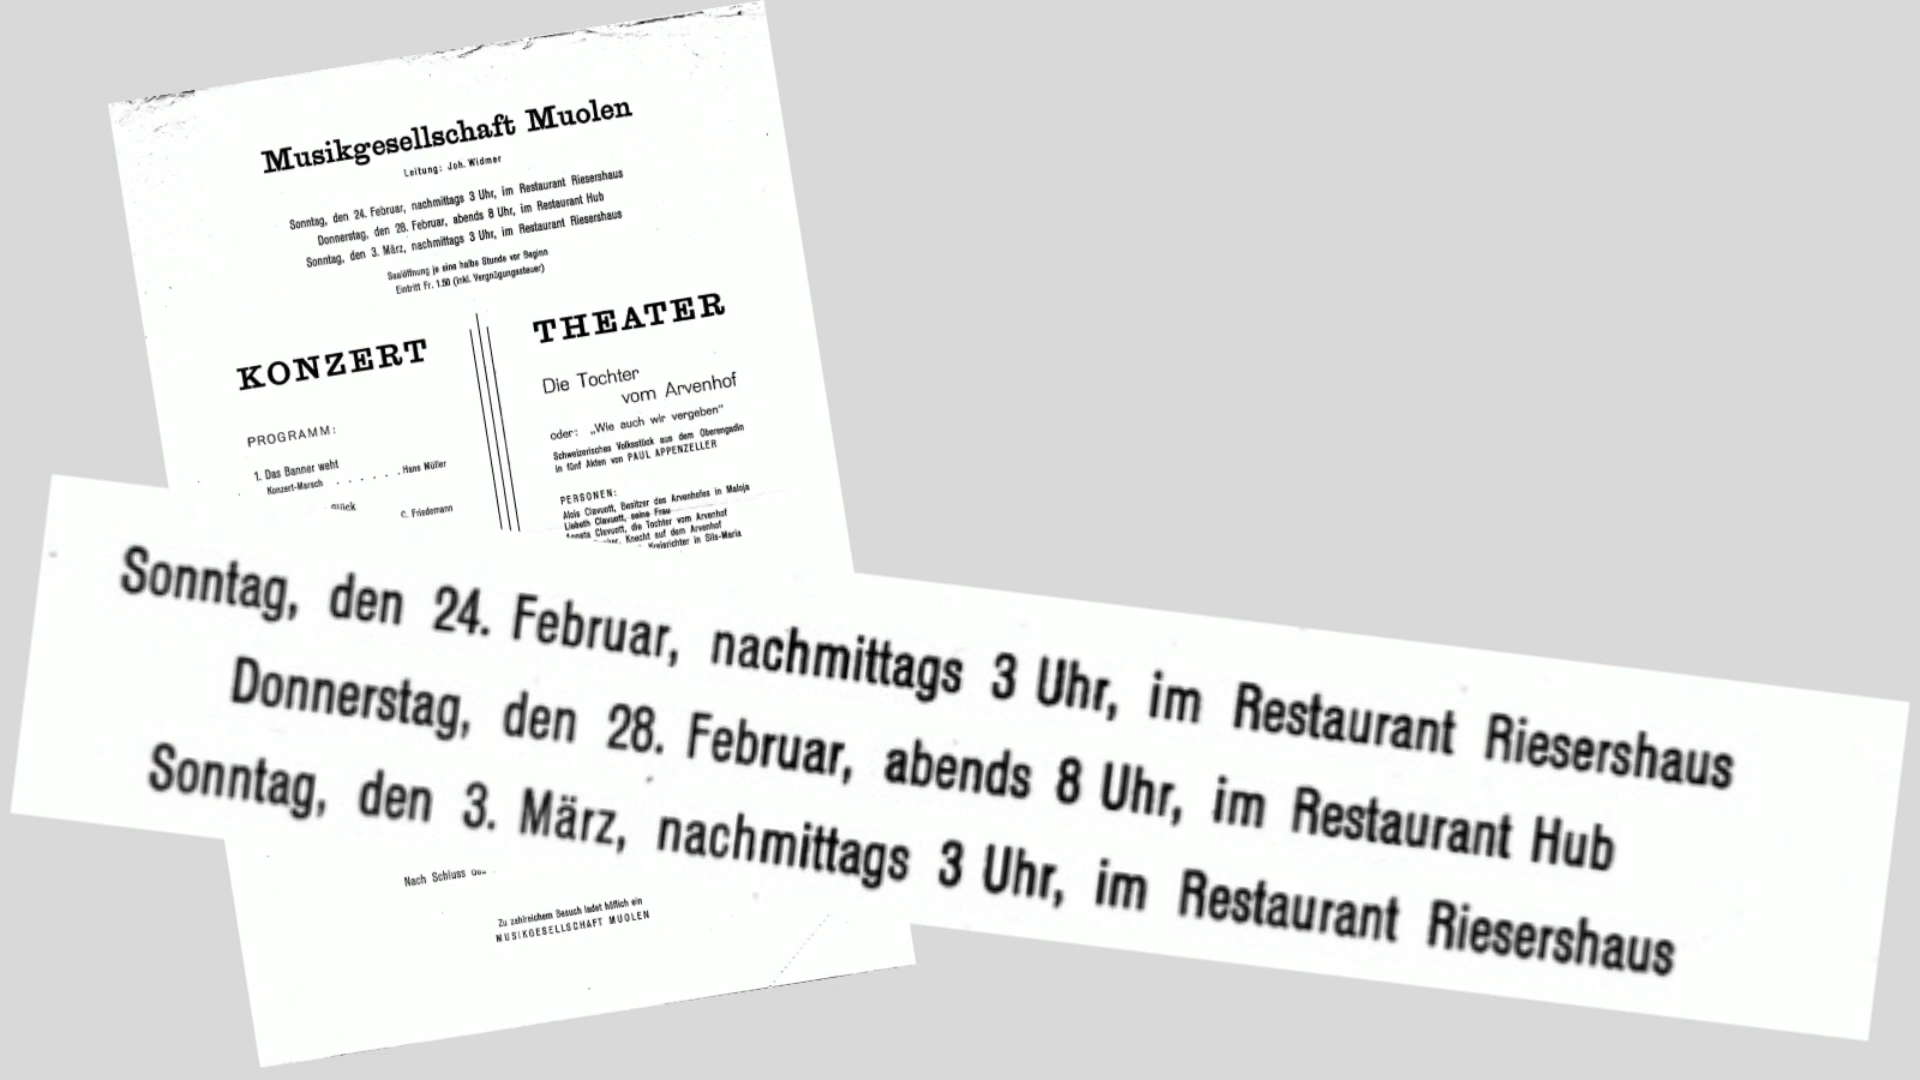 Musikgesellschaft Muolen
Leitung: Joh. Widmer
Sonntag, den 24. Februar, nachmittags 3 Uhr, im Restaurant Riesershaus
Donnerstag, den 28. Februar, abends 8 Uhr, im Restaurant Hub
Sonntag, den 3. März, nachmittags 3 Uhr, im Restaurant Riesershaus
Saalöffnung je eine halbe Stunde vor Beginn
Eintritt Fr. 1.50 (inkl. Vergnügungssteuer)
KONZERT
PROGRAMM:
1. Das Banner weht
Konzert-Marsch . . . . . . Hans Müller
C. Friedemann
THEATER
Die Tochter
vom Arvenhof
oder: „Wie auch wir vergeben"
Schweizerisches Volksstück aus dem Oberengadin
in fünf Akten von PAUL APPENZELLER
PERSONEN:
Alois Clavuott, Besitzer des Arvenhofes in Maloja
Lisbeth Clavuott, seine Frau
Clavuott, die Tochter vom Arvenhof
Knecht auf dem Arvenhof
Kreisrichter in Sils-Maria
Sonntag, den 24. Februar, nachmittags 3 Uhr, im Restaurant Riesershaus
Donnerstag, den 28. Februar, abends 8 Uhr, im Restaurant Hub
Sonntag, den 3. März, nachmittags 3 Uhr, im Restaurant Riesershaus
Nach Schluss
Zu zahlreichem Besuch ladet höflich ein
MUSIKGESELLSCHAFT MUOLEN